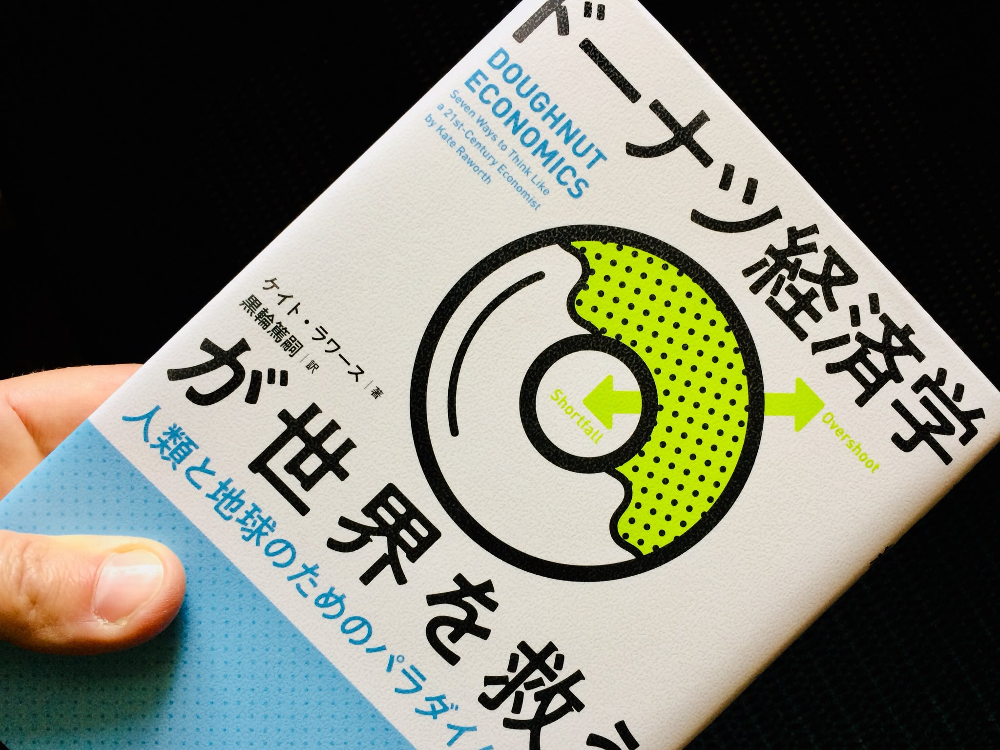 ドーナツ経済学
DOUGHNUT
ECONOMICS
Seven Ways to Think Like
a 21st-Century Economist
by Kate Raworth
Shortfall
Overshoot
ケイト・ラワース|著
黒輪篤嗣|訳
が世界を救う
人類と地球のためのパラダイム